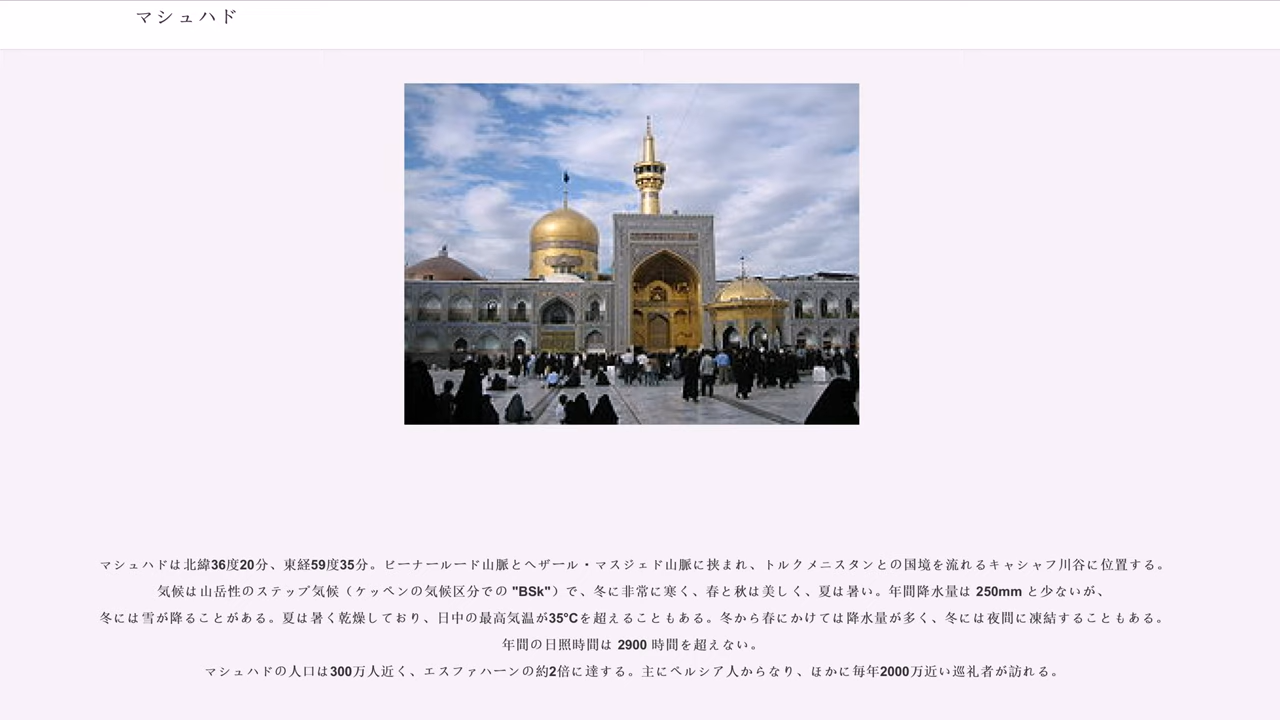 マシュハド
マシュハドは北緯36度20分、東経59度35分。ビーナールード山脈とヘザール・マスジェド山脈に挟まれ、トルクメニスタンとの国境を流れるキャシャフ川谷に位置する。
気候は山岳性のステップ気候（ケッペンの気候区分での "BSk"）で、冬に非常に寒く、春と秋は美しく、夏は暑い。年間降水量は 250mm と少ないが、
冬には雪が降ることがある。夏は暑く乾燥しており、日中の最高気温が35℃を超えることもある。冬から春にかけては降水量が多く、冬には夜間に凍結することもある。
年間の日照時間は 2900 時間を超えない。
マシュハドの人口は300万人近く、エスファハーンの約2倍に達する。主にペルシア人からなり、ほかに毎年2000万近い巡礼者が訪れる。